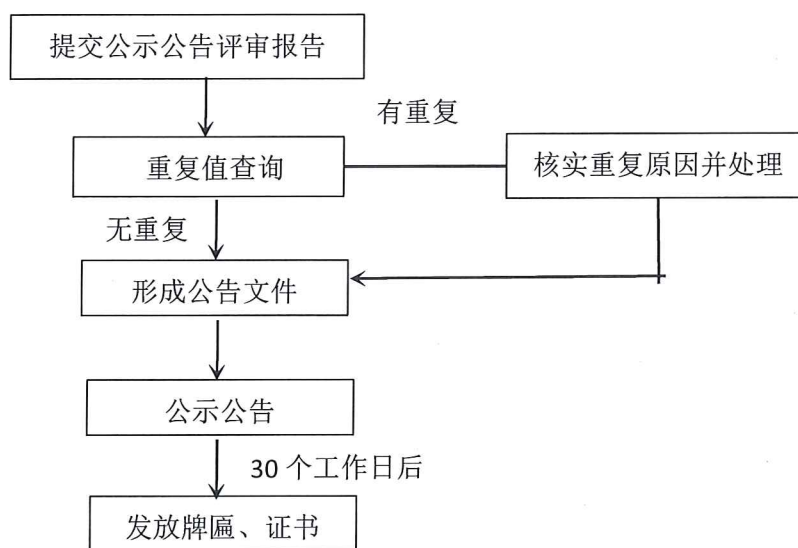 提交公示公告评审报告
有重复
重复值查询
核实重复原因并处理
无重复
形成公告文件
公示公告
30 个工作日后
发放牌匾、证书